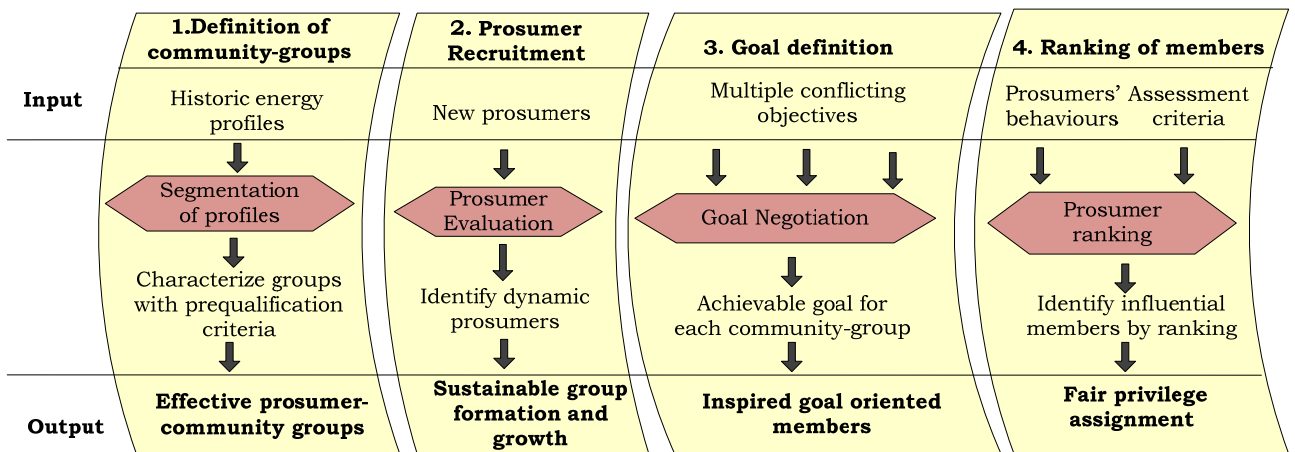 1.Definition of
community-groups
2. Prosumer
Recruitment
3. Goal definition
4. Ranking of members
Input
Historic energy
profiles
New prosumers
Multiple conflicting
objectives
Prosumers’
behaviours
Assessment
criteria
Segmentation
of profiles
Prosumer
Evaluation
Goal Negotiation
Prosumer
ranking
Characterize groups
with prequalification
criteria
Identify dynamic
prosumers
Achievable goal for
each community-group
Identify influential
members by ranking
Output
Effective prosumer-
community groups
Sustainable group
formation and
growth
Inspired goal oriented
members
Fair privilege
assignment